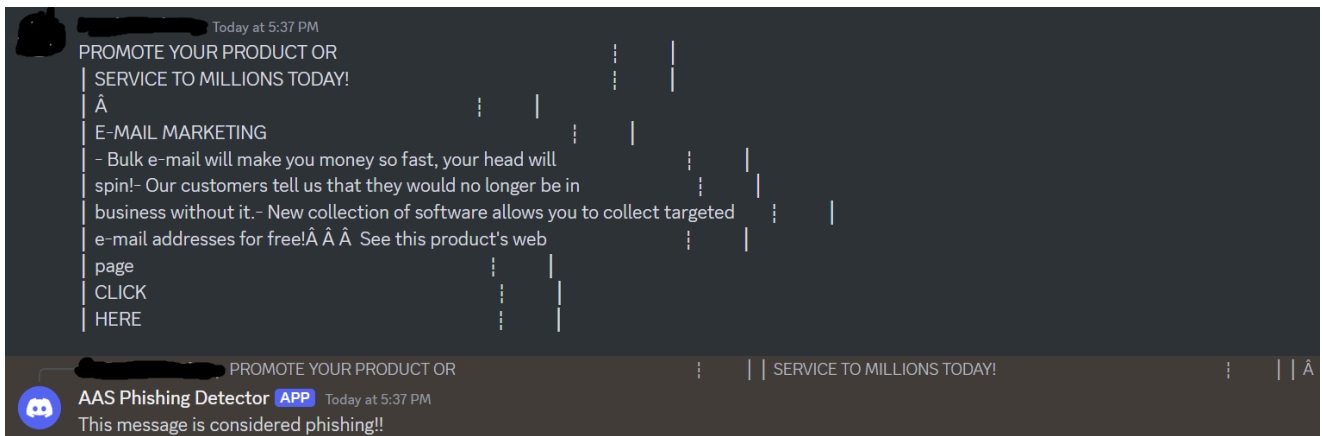 Today at 5:37 PM
PROMOTE YOUR PRODUCT OR ┆ │
│ SERVICE TO MILLIONS TODAY! ┆ │
│ Â ┆ │
│ E-MAIL MARKETING ┆ │
│ - Bulk e-mail will make you money so fast, your head will ┆ │
│ spin!- Our customers tell us that they would no longer be in ┆ │
│ business without it.- New collection of software allows you to collect targeted ┆ │
│ e-mail addresses for free!Â Â Â See this product's web ┆ │
│ page ┆ │
│ CLICK ┆ │
│ HERE ┆ │
PROMOTE YOUR PRODUCT OR ┆ │ │ SERVICE TO MILLIONS TODAY! ┆ │ │ Â
AAS Phishing Detector APP Today at 5:37 PM
This message is considered phishing!!